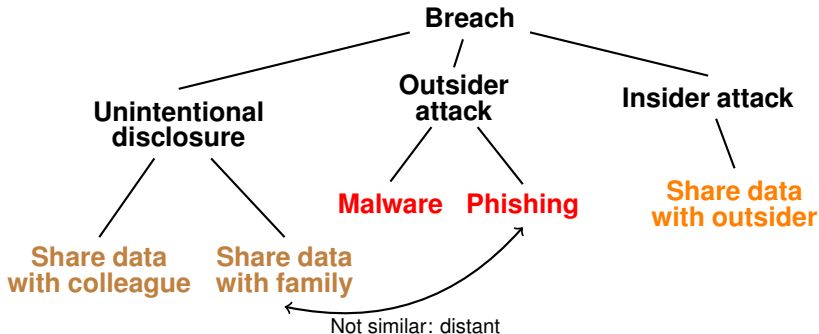 Breach
Unintentional
disclosure
Outsider
attack
Insider attack
Malware
Phishing
Share data
with outsider
Share data
with colleague
Share data
with family
Not similar: distant